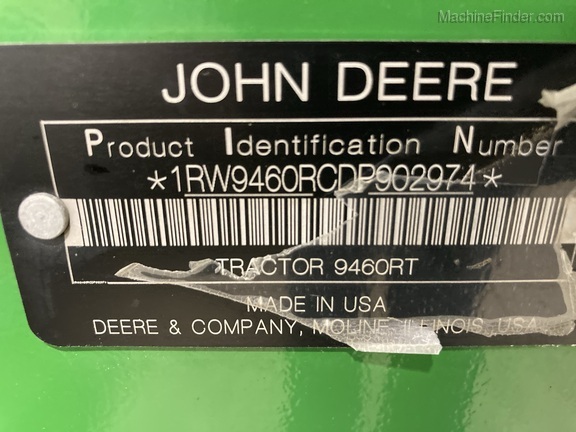 MachineFinder.com
JOHN DEERE
Product Identification Number
*1RW9460RCDP902974*
TRACTOR 9460RT
MADE IN USA
DEERE & COMPANY, MOLINE, ILLINOIS, USA